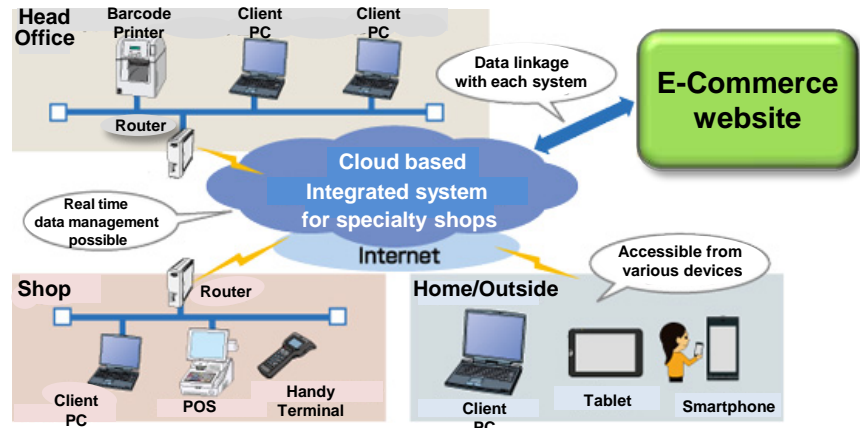 Head
Office
Barcode
Printer
Client
PC
Client
PC
Router
Data linkage
with each system
E-Commerce
website
Cloud based
Integrated system
for specialty shops
Real time
data management
possible
Internet
Accessible from
various devices
Shop
Router
Client
PC
POS
Handy
Terminal
Home/Outside
Client
PC
Tablet
Smartphone